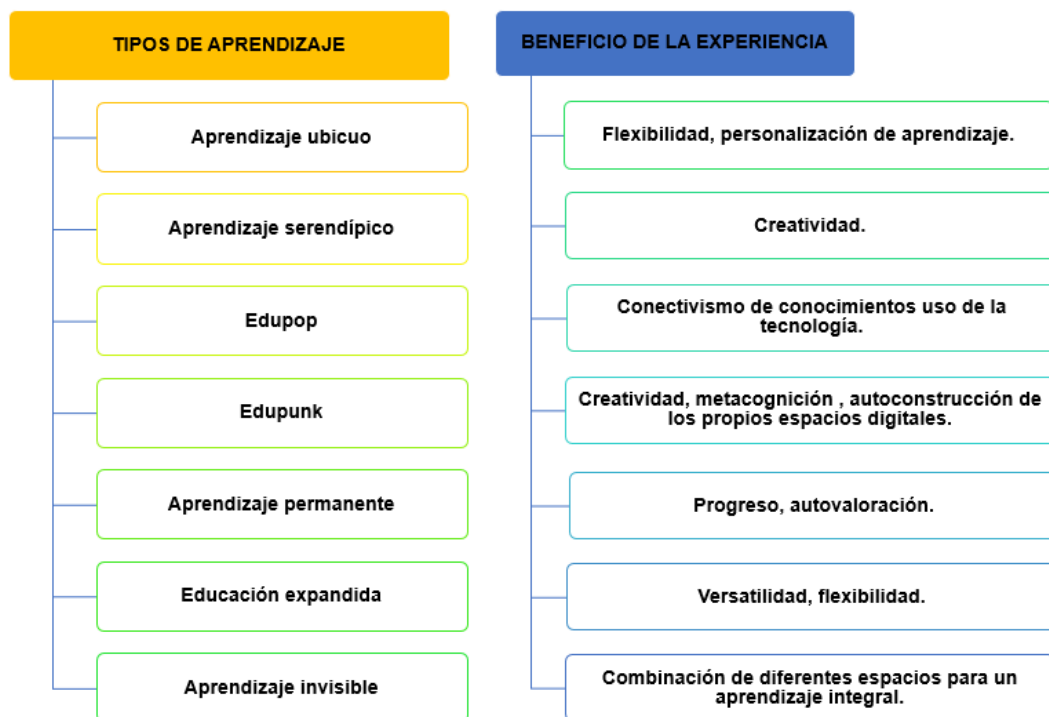 TIPOS DE APRENDIZAJE
Aprendizaje ubicuo
Aprendizaje serendípico
Edupop
Edupunk
Aprendizaje permanente
Educación expandida
Aprendizaje invisible
BENEFICIO DE LA EXPERIENCIA
Flexibilidad, personalización de aprendizaje.
Creatividad.
Conectivismo de conocimientos uso de la
tecnología.
Creatividad, metacognición , autoconstrucción de
los propios espacios digitales.
Progreso, autovaloración.
Versatilidad, flexibilidad.
Combinación de diferentes espacios para un
aprendizaje integral.